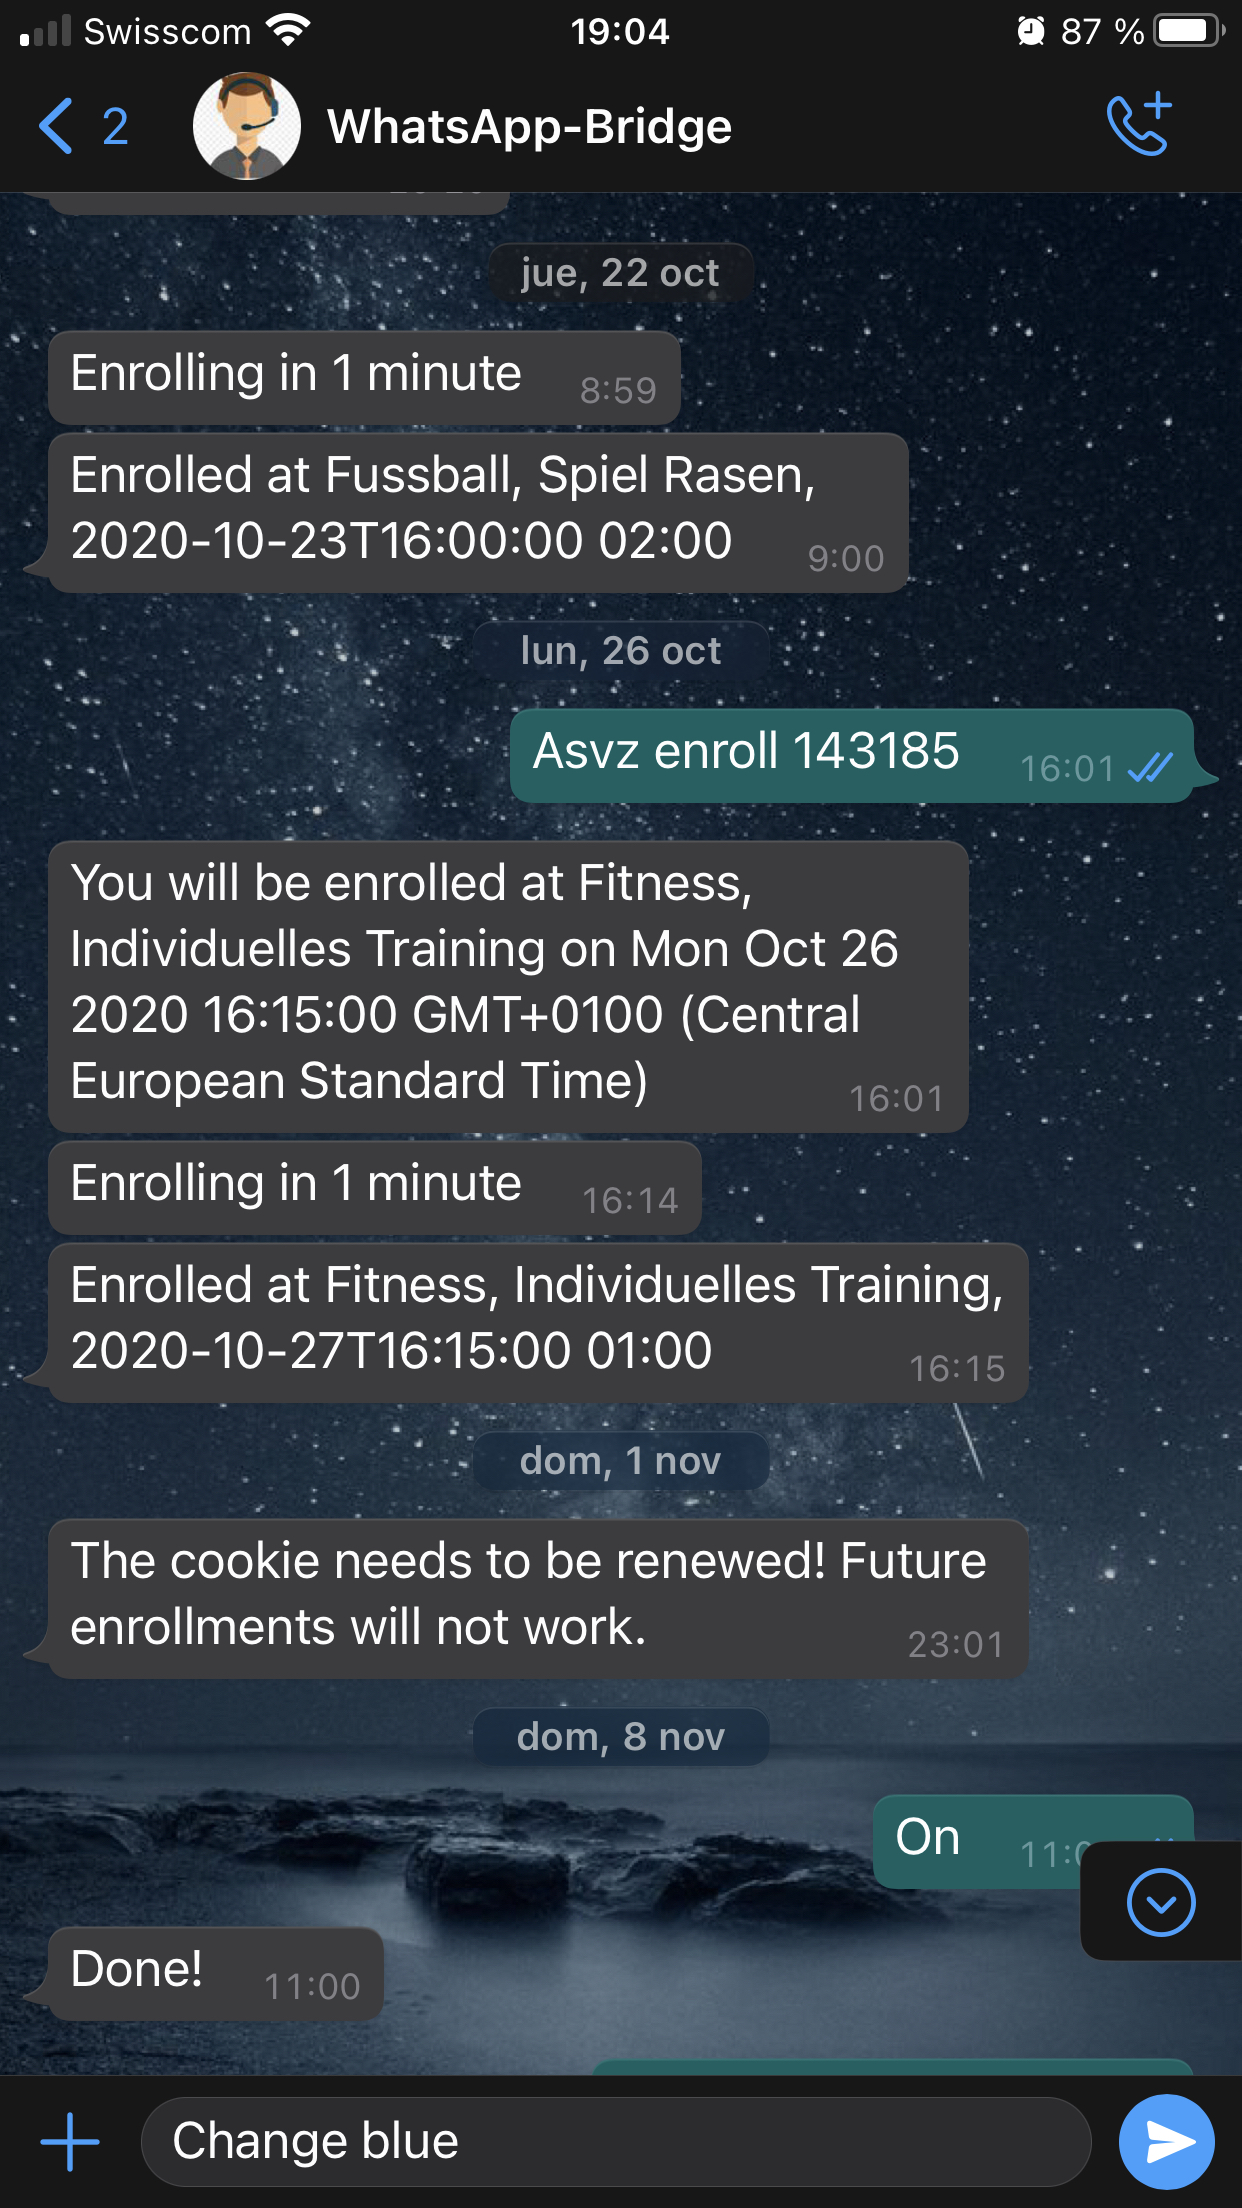 Swisscom 19:04 87 %
2 WhatsApp-Bridge
jue, 22 oct
Enrolling in 1 minute 8:59
Enrolled at Fussball, Spiel Rasen,
2020-10-23T16:00:00 02:00 9:00
lun, 26 oct
Asvz enroll 143185 16:01
You will be enrolled at Fitness,
Individuelles Training on Mon Oct 26
2020 16:15:00 GMT+0100 (Central
European Standard Time) 16:01
Enrolling in 1 minute 16:14
Enrolled at Fitness, Individuelles Training,
2020-10-27T16:15:00 01:00 16:15
dom, 1 nov
The cookie needs to be renewed! Future
enrollments will not work. 23:01
dom, 8 nov
On
Done! 11:00
Change blue